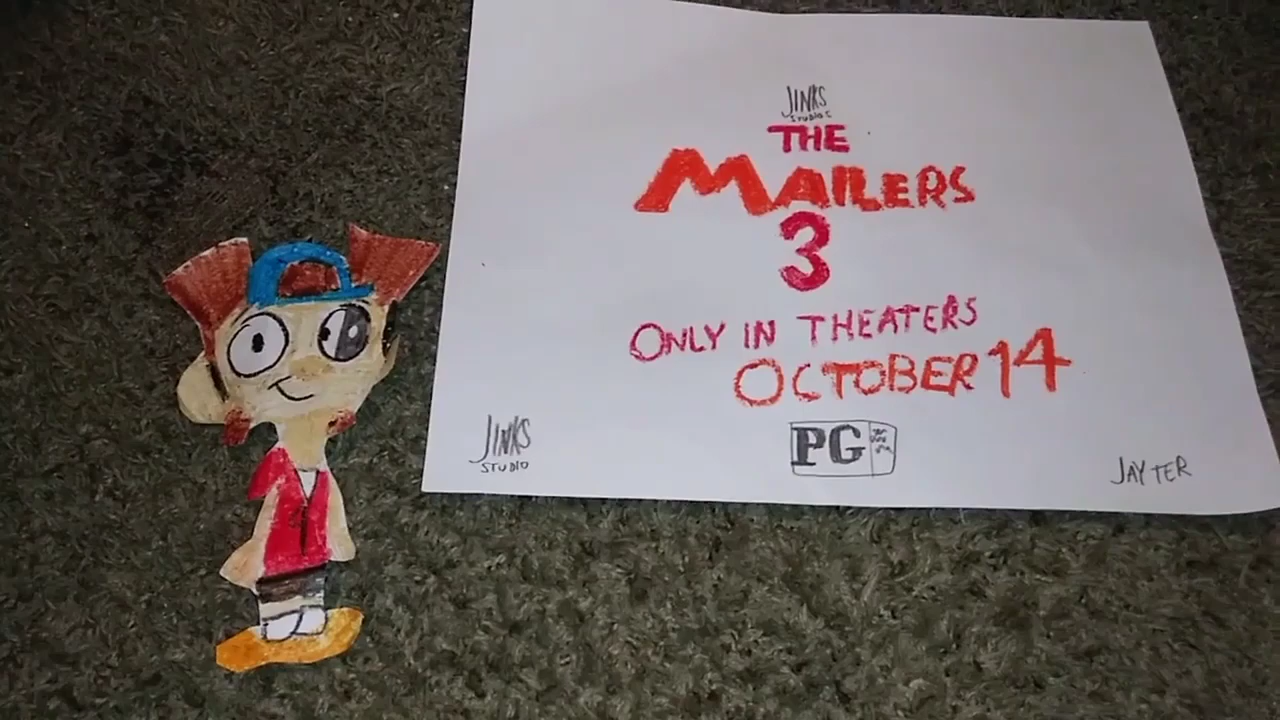 JINKS
STUDIOS
THE
MAILERS
3
ONLY IN THEATERS
OCTOBER 14
PG
JINKS
STUDIO
JAYTER